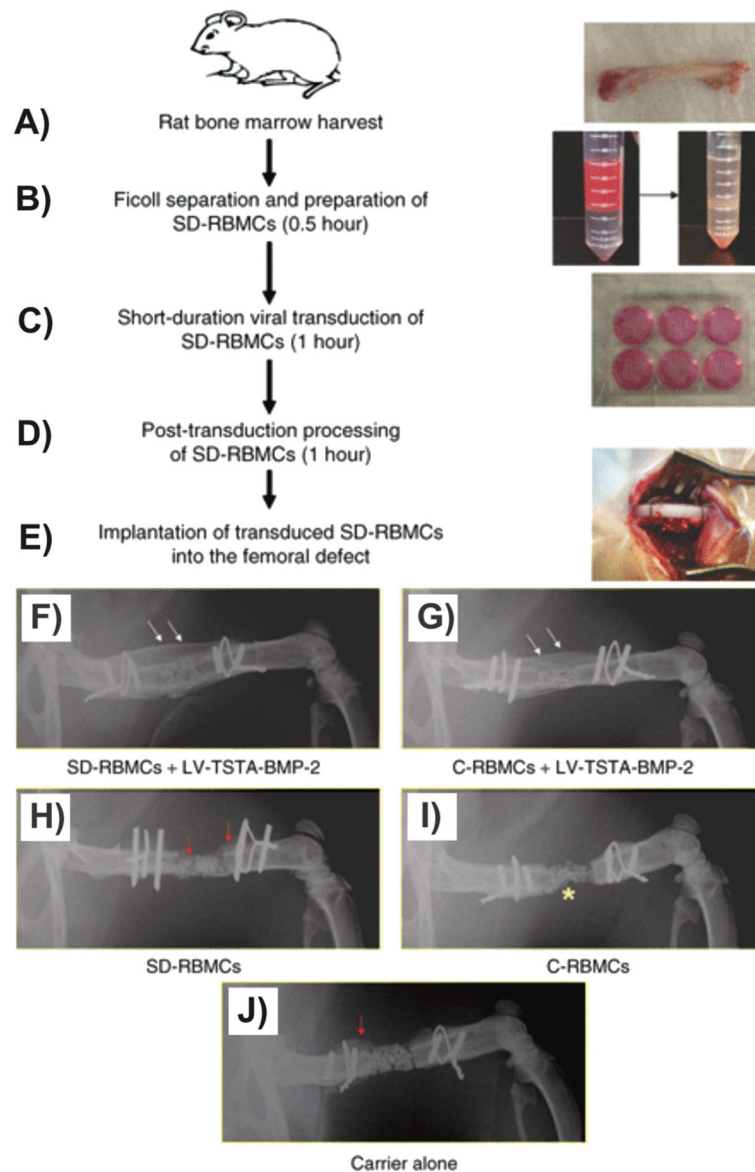 A)
Rat bone marrow harvest
B)
Ficoll separation and preparation of
SD-RBMCs (0.5 hour)
C)
Short-duration viral transduction of
SD-RBMCs (1 hour)
D)
Post-transduction processing
of SD-RBMCs (1 hour)
E)
Implantation of transduced SD-RBMCs
into the femoral defect
F)
SD-RBMCs + LV-TSTA-BMP-2
G)
C-RBMCs + LV-TSTA-BMP-2
H)
SD-RBMCs
I)
*
C-RBMCs
J)
Carrier alone